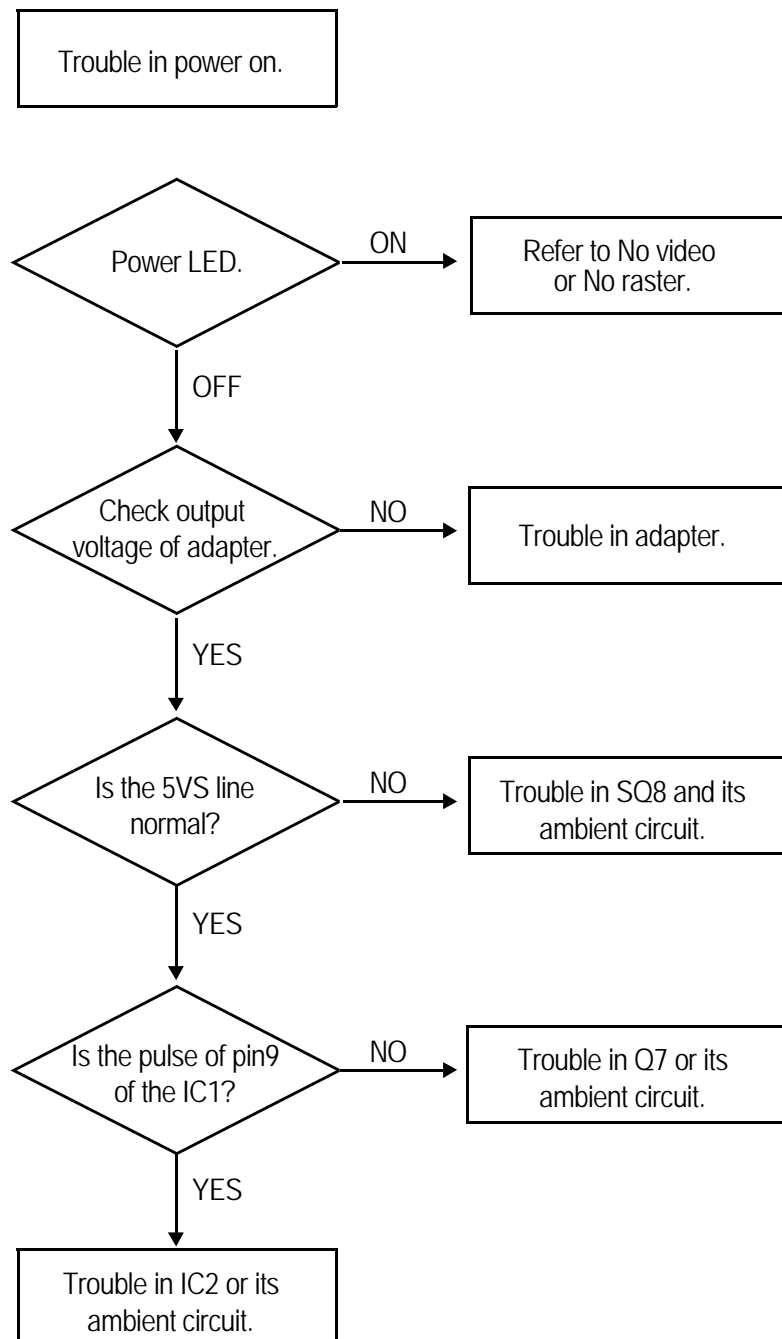 Trouble in power on.
Power LED.
ON
Refer to No video
or No raster.
OFF
Check output
voltage of adapter.
NO
Trouble in adapter.
YES
Is the 5VS line
normal?
NO
Trouble in SQ8 and its
ambient circuit.
YES
Is the pulse of pin9
of the IC1?
NO
Trouble in Q7 or its
ambient circuit.
YES
Trouble in IC2 or its
ambient circuit.